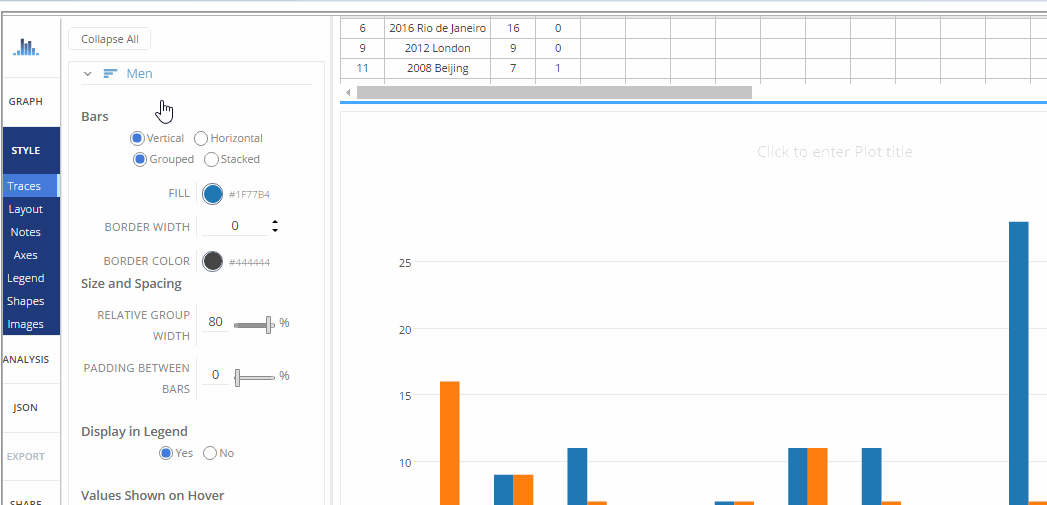 Collapse All
Men
Bars
Vertical Horizontal
Grouped Stacked
FILL #1F77B4
BORDER WIDTH 0
BORDER COLOR #444444
Size and Spacing
RELATIVE GROUP WIDTH 80 %
PADDING BETWEEN BARS 0 %
Display in Legend
Yes No
Values Shown on Hover
GRAPH
STYLE
Traces
Layout
Notes
Axes
Legend
Shapes
Images
ANALYSIS
JSON
EXPORT
SHARE
6 2016 Rio de Janeiro 16 0
9 2012 London 9 0
11 2008 Beijing 7 1
Click to enter Plot title
25
20
15
10